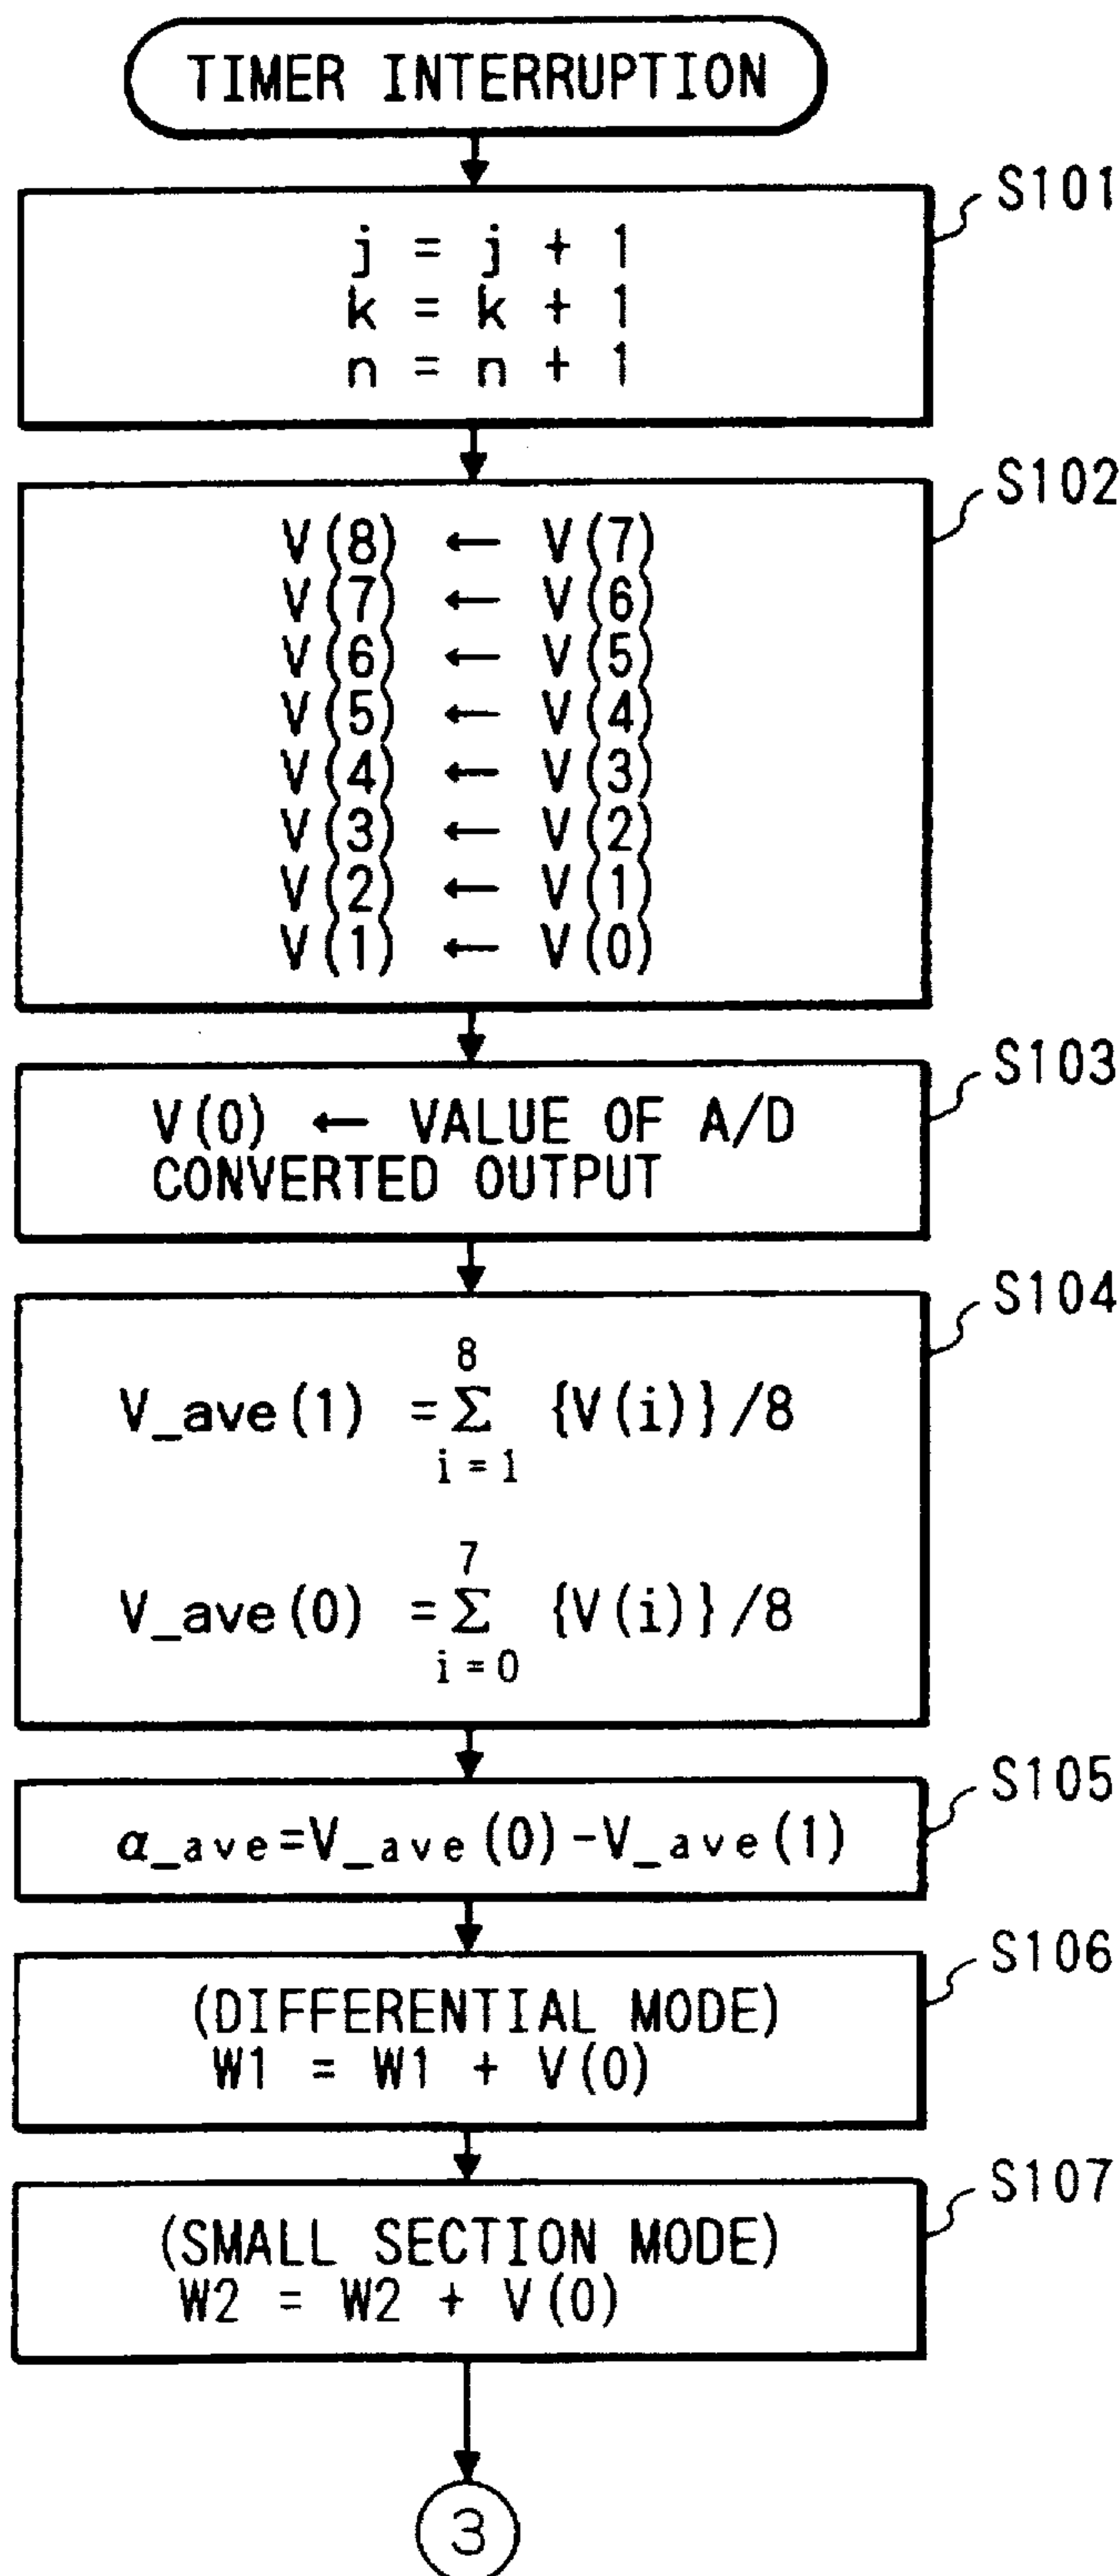 TIMER INTERRUPTION
S101
j = j + 1
k = k + 1
n = n + 1
S102
V(8) ← V(7)
V(7) ← V(6)
V(6) ← V(5)
V(5) ← V(4)
V(4) ← V(3)
V(3) ← V(2)
V(2) ← V(1)
V(1) ← V(0)
S103
V(0) ← VALUE OF A/D
CONVERTED OUTPUT
S104
8
V_ave(1) =Σ {V(i)}/8
i=1
7
V_ave(0) =Σ {V(i)}/8
i=0
S105
α_ave=V_ave(0)-V_ave(1)
S106
(DIFFERENTIAL MODE)
W1 = W1 + V(0)
S107
(SMALL SECTION MODE)
W2 = W2 + V(0)
3